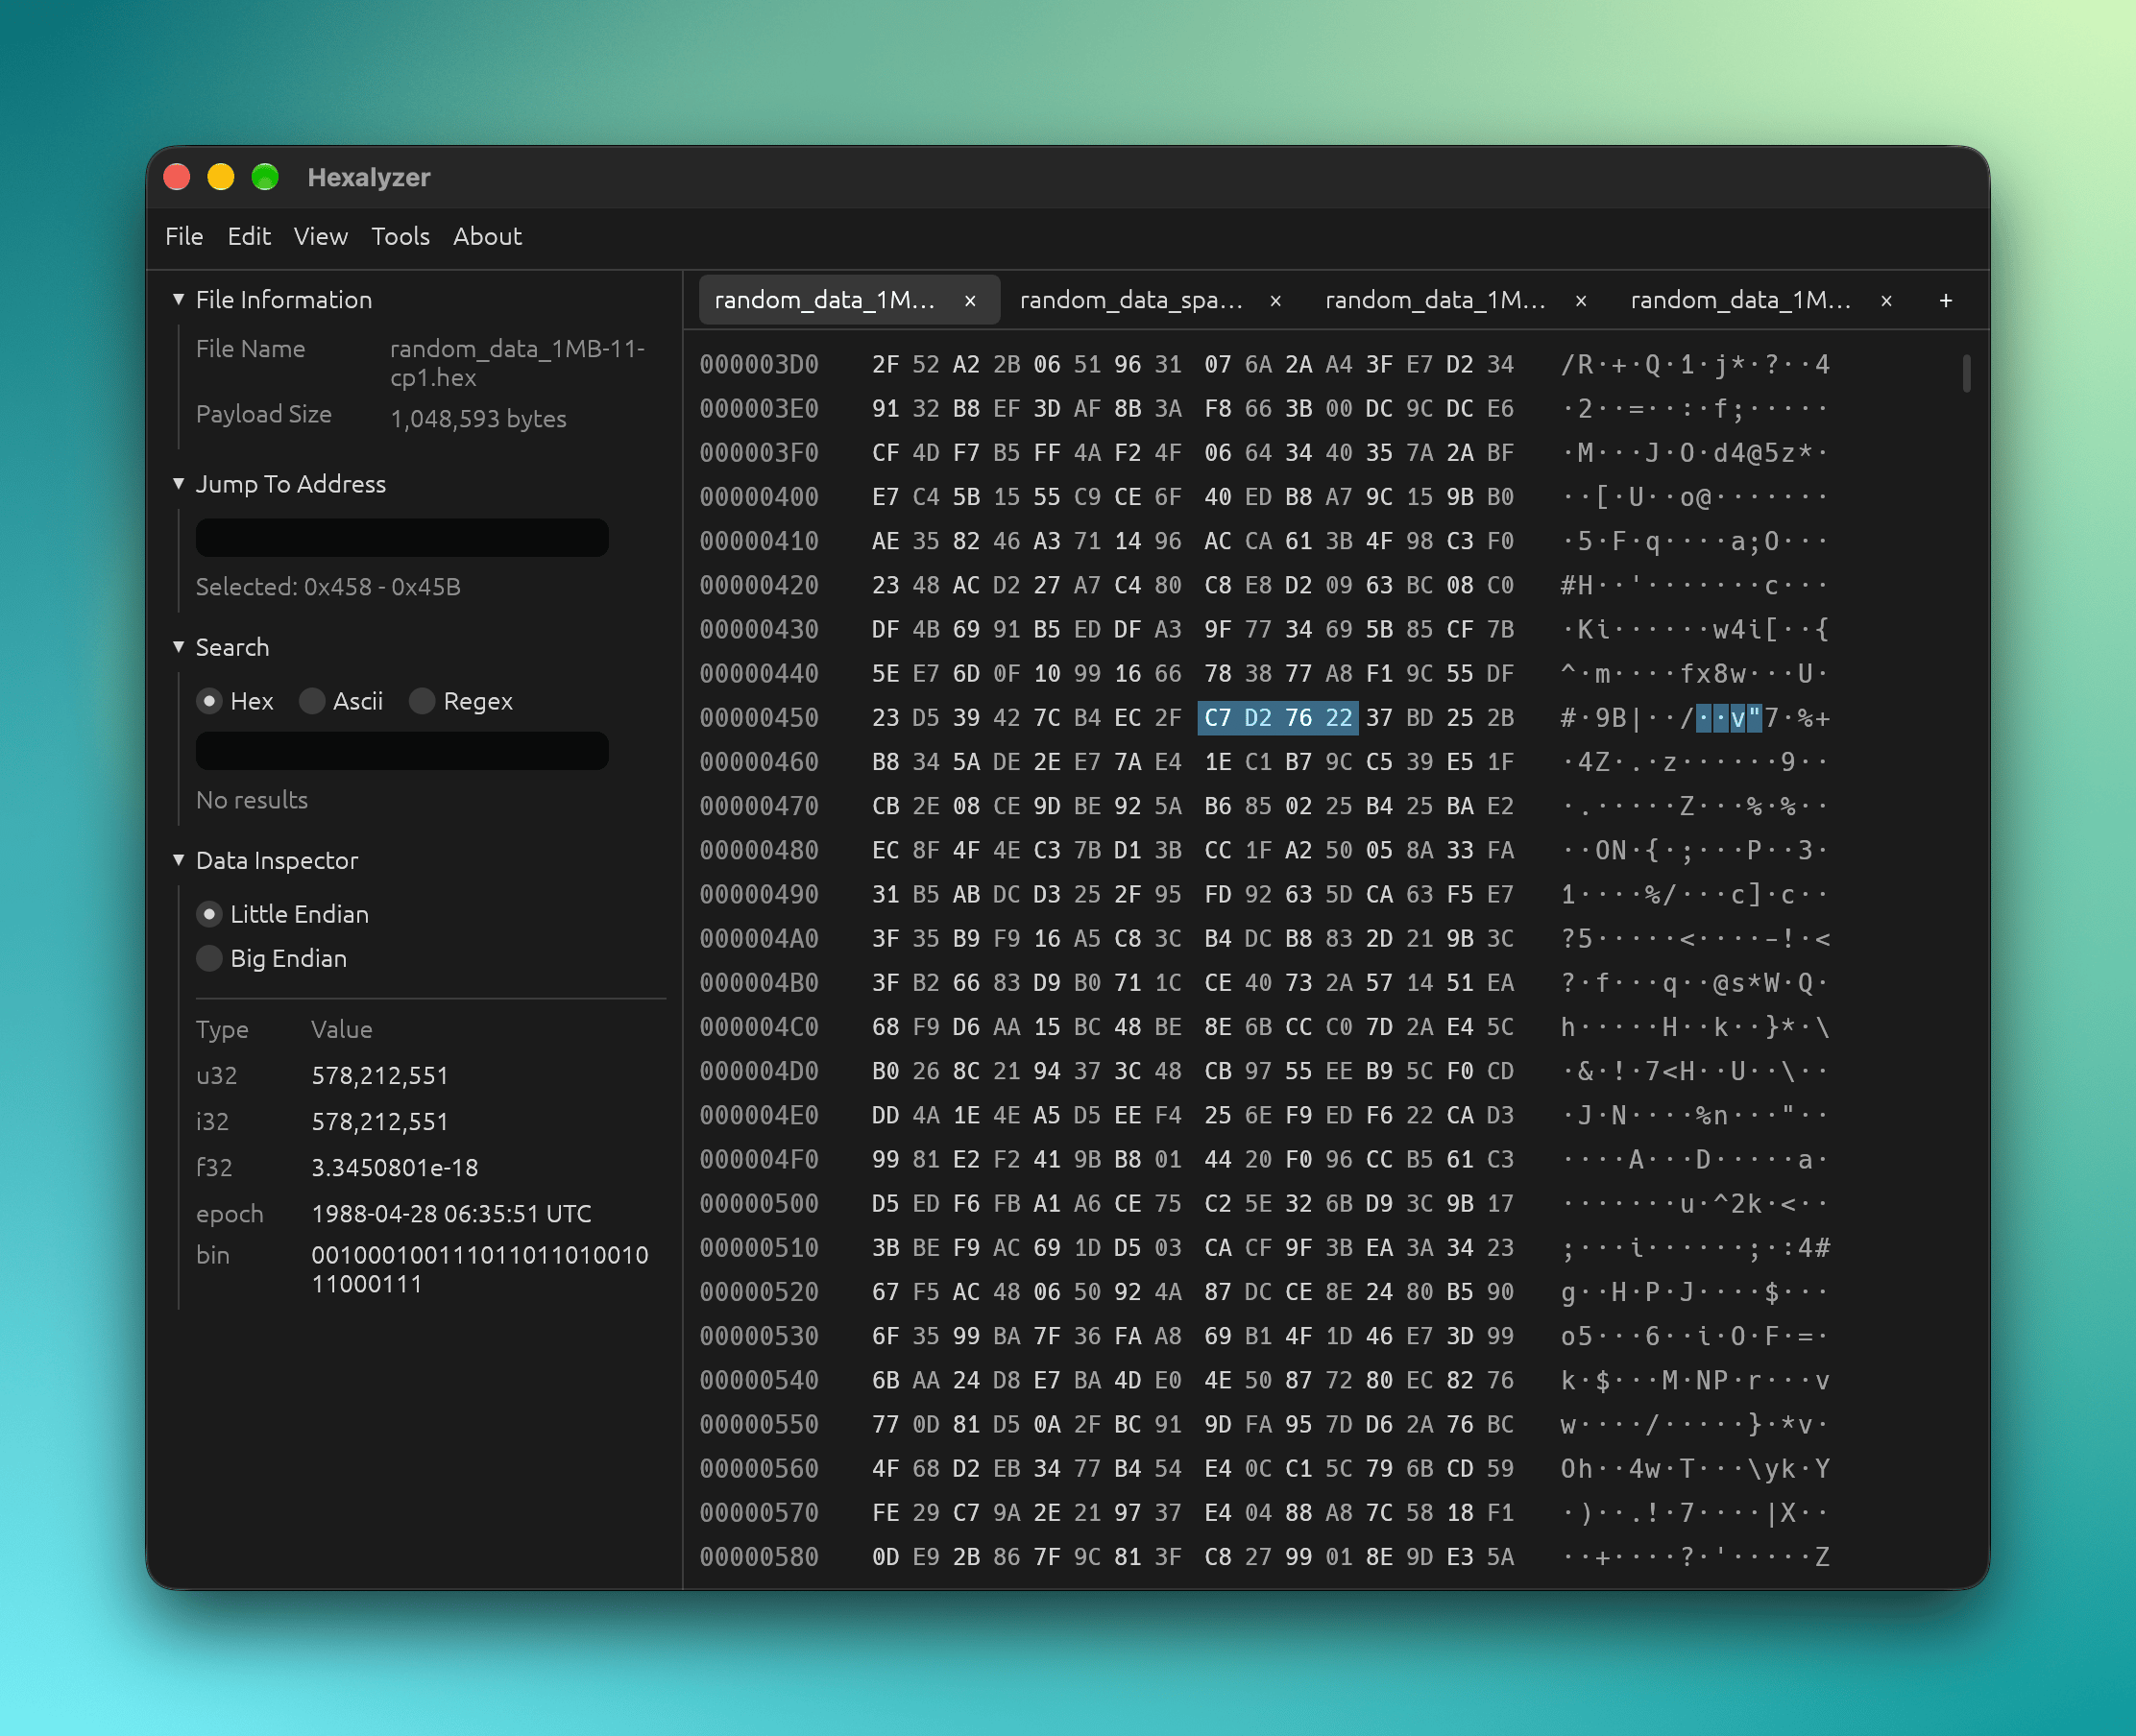 Hexalyzer
File Edit View Tools About
▼ File Information
File Name random_data_1MB-11-
cp1.hex
Payload Size 1,048,593 bytes
▼ Jump To Address
Selected: 0x458 - 0x45B
▼ Search
Hex Ascii Regex
No results
▼ Data Inspector
Little Endian
Big Endian
Type Value
u32 578,212,551
i32 578,212,551
f32 3.3450801e-18
epoch 1988-04-28 06:35:51 UTC
bin 001000100111011011010010
11000111
random_data_1M... × random_data_spa... × random_data_1M... × random_data_1M... × +
000003D0 2F 52 A2 2B 06 51 96 31 07 6A 2A A4 3F E7 D2 34 /R·+·Q·1·j*·?··4
000003E0 91 32 B8 EF 3D AF 8B 3A F8 66 3B 00 DC 9C DC E6 ·2··=··:·f;·····
000003F0 CF 4D F7 B5 FF 4A F2 4F 06 64 34 40 35 7A 2A BF ·M···J·O·d4@5z*·
00000400 E7 C4 5B 15 55 C9 CE 6F 40 ED B8 A7 9C 15 9B B0 ··[·U··o@·······
00000410 AE 35 82 46 A3 71 14 96 AC CA 61 3B 4F 98 C3 F0 ·5·F·q····a;O···
00000420 23 48 AC D2 27 A7 C4 80 C8 E8 D2 09 63 BC 08 C0 #H··'·······c···
00000430 DF 4B 69 91 B5 ED DF A3 9F 77 34 69 5B 85 CF 7B ·Ki······w4i[··{
00000440 5E E7 6D 0F 10 99 16 66 78 38 77 A8 F1 9C 55 DF ^·m····fx8w···U·
00000450 23 D5 39 42 7C B4 EC 2F C7 D2 76 22 37 BD 25 2B #·9B|··/··v"7·%+
00000460 B8 34 5A DE 2E E7 7A E4 1E C1 B7 9C C5 39 E5 1F ·4Z·.·z······9··
00000470 CB 2E 08 CE 9D BE 92 5A B6 85 02 25 B4 25 BA E2 ·.·····Z···%·%··
00000480 EC 8F 4F 4E C3 7B D1 3B CC 1F A2 50 05 8A 33 FA ··ON·{·;···P··3·
00000490 31 B5 AB DC D3 25 2F 95 FD 92 63 5D CA 63 F5 E7 1····%/···c]·c··
000004A0 3F 35 B9 F9 16 A5 C8 3C B4 DC B8 83 2D 21 9B 3C ?5·····<····-!·<
000004B0 3F B2 66 83 D9 B0 71 1C CE 40 73 2A 57 14 51 EA ?·f···q··@s*W·Q·
000004C0 68 F9 D6 AA 15 BC 48 BE 8E 6B CC C0 7D 2A E4 5C h·····H··k··}*·\
000004D0 B0 26 8C 21 94 37 3C 48 CB 97 55 EE B9 5C F0 CD ·&·!·7<H··U··\··
000004E0 DD 4A 1E 4E A5 D5 EE F4 25 6E F9 ED F6 22 CA D3 ·J·N····%n···"··
000004F0 99 81 E2 F2 41 9B B8 01 44 20 F0 96 CC B5 61 C3 ····A···D·····a·
00000500 D5 ED F6 FB A1 A6 CE 75 C2 5E 32 6B D9 3C 9B 17 ·······u·^2k·<··
00000510 3B BE F9 AC 69 1D D5 03 CA CF 9F 3B EA 3A 34 23 ;···i······;·:4#
00000520 67 F5 AC 48 06 50 92 4A 87 DC CE 8E 24 80 B5 90 g··H·P·J····$···
00000530 6F 35 99 BA 7F 36 FA A8 69 B1 4F 1D 46 E7 3D 99 o5···6··i·O·F·=·
00000540 6B AA 24 D8 E7 BA 4D E0 4E 50 87 72 80 EC 82 76 k·$···M·NP·r···v
00000550 77 0D 81 D5 0A 2F BC 91 9D FA 95 7D D6 2A 76 BC w····/·····}·*v·
00000560 4F 68 D2 EB 34 77 B4 54 E4 0C C1 5C 79 6B CD 59 Oh··4w·T···\yk·Y
00000570 FE 29 C7 9A 2E 21 97 37 E4 04 88 A8 7C 58 18 F1 ·)··.!·7····|X··
00000580 0D E9 2B 86 7F 9C 81 3F C8 27 99 01 8E 9D E3 5A ··+····?·'·····Z